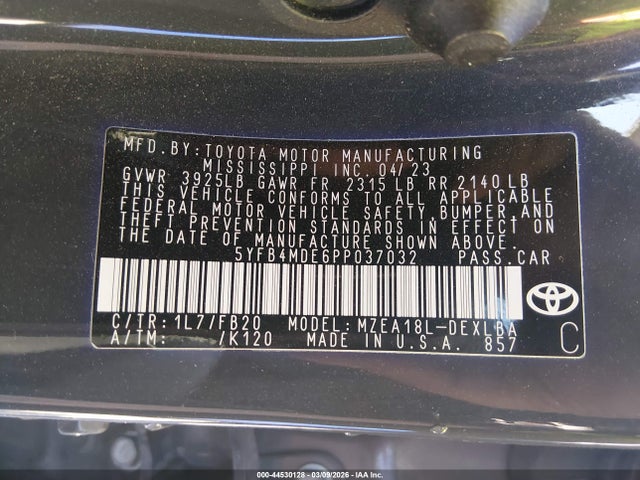 MFD.BY:TOYOTA MOTOR MANUFACTURING
MISSISSIPPI INC. 04/23
GVWR 3925LB GAWR FR 2315 LB RR 2140 LB
THIS VEHICLE CONFORMS TO ALL APPLICABLE
FEDERAL MOTOR VEHICLE SAFETY, BUMPER, AND
THEFT PREVENTION STANDARDS IN EFFECT ON
THE DATE OF MANUFACTURE SHOWN ABOVE.
5YFB4MDE6PP037032 PASS.CAR
C/TR: 1L7/FB20 MODEL: MZEA18L-DEXLBA
A/TM: /K120 MADE IN U.S.A. 857
C
000-44530128 - 03/09/2026 - IAA Inc.